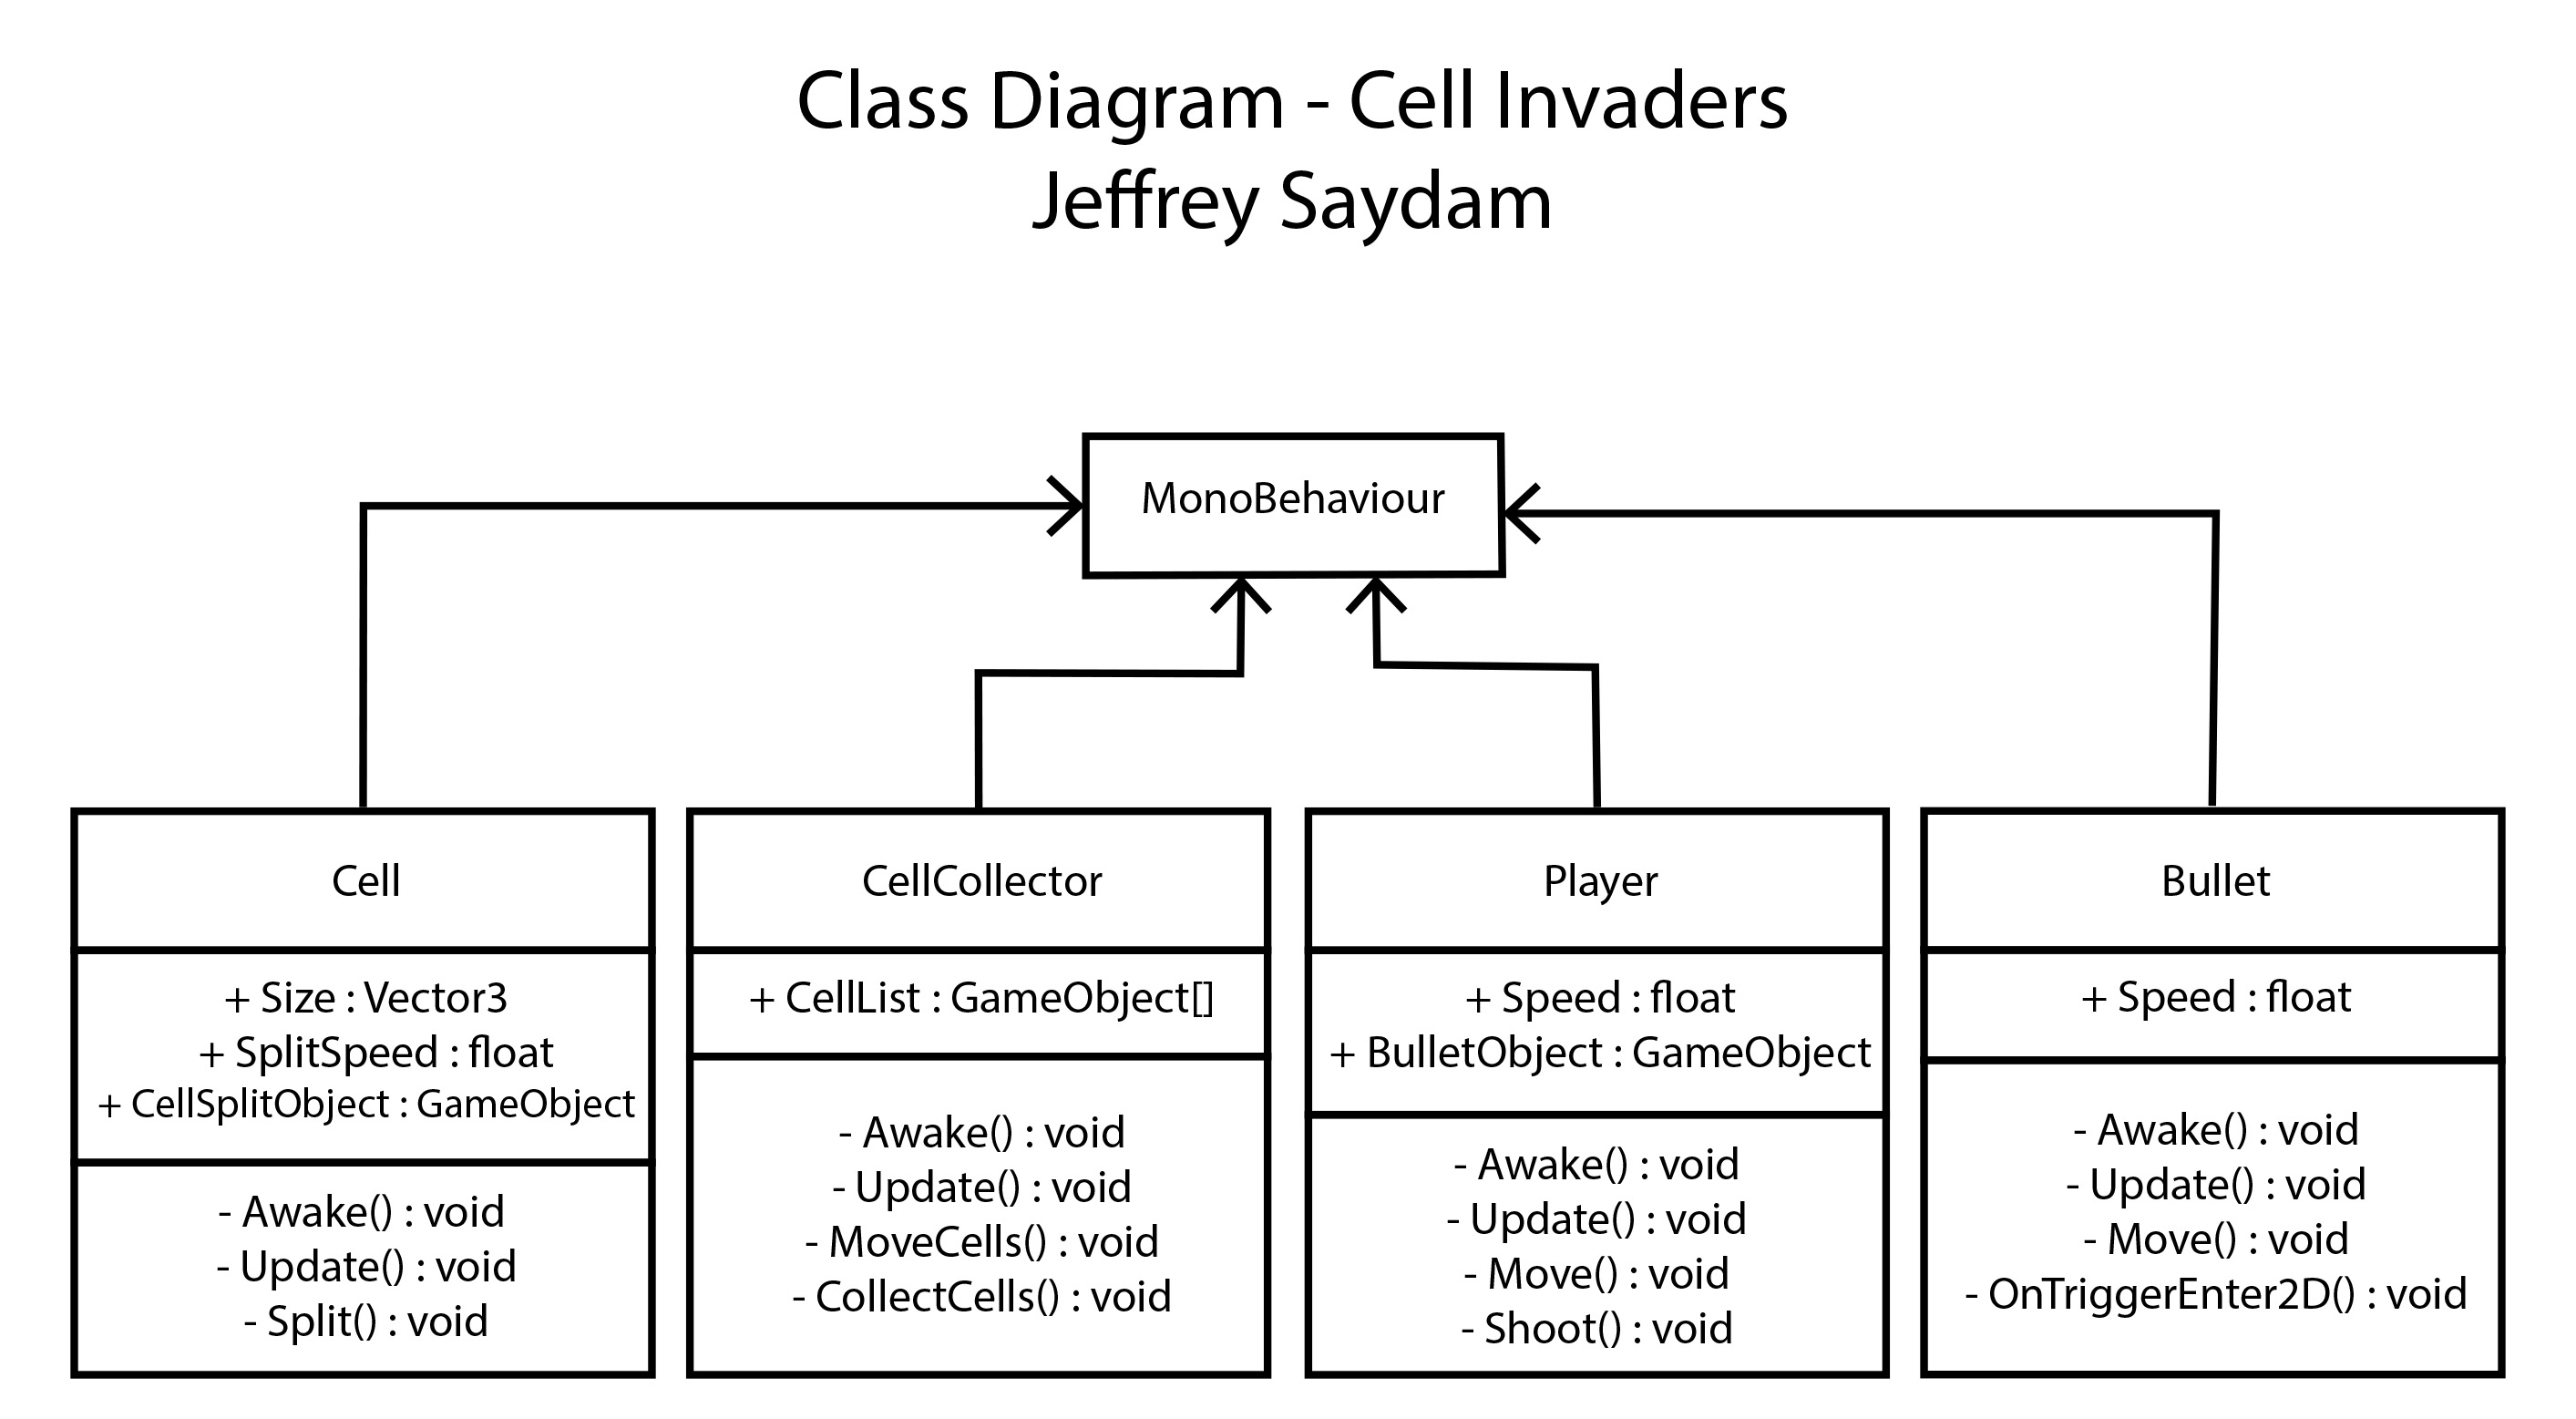 Class Diagram - Cell Invaders
Jeffrey Saydam
MonoBehaviour
Cell
+ Size : Vector3
+ SplitSpeed : float
+ CellSplitObject : GameObject
- Awake() : void
- Update() : void
- Split() : void
CellCollector
+ CellList : GameObject[]
- Awake() : void
- Update() : void
- MoveCells() : void
- CollectCells() : void
Player
+ Speed : float
+ BulletObject : GameObject
- Awake() : void
- Update() : void
- Move() : void
- Shoot() : void
Bullet
+ Speed : float
- Awake() : void
- Update() : void
- Move() : void
- OnTriggerEnter2D() : void